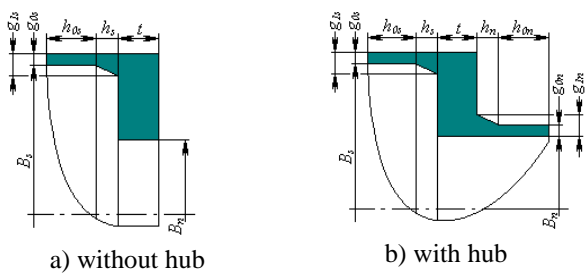 g1s
g0s
h0s
hs
t
Bs
Bn
a) without hub
g1s
g0s
h0s
hs
t
hn
h0n
g0n
g1n
Bs
Bn
b) with hub